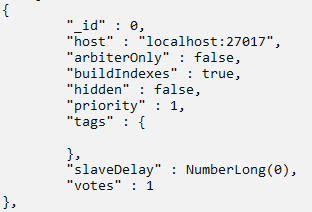 {
"_id" : 0,
"host" : "localhost:27017",
"arbiterOnly" : false,
"buildIndexes" : true,
"hidden" : false,
"priority" : 1,
"tags" : {
},
"slaveDelay" : NumberLong(0),
"votes" : 1
},